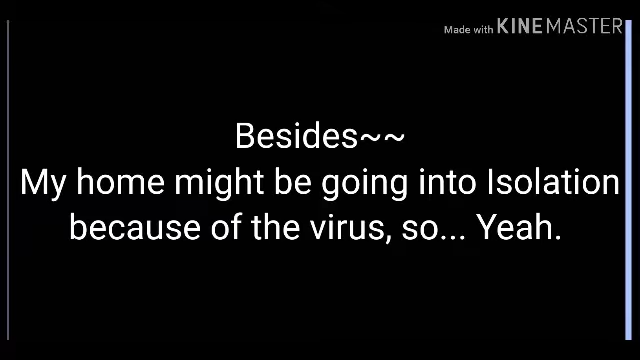 Made with KINEMASTER
Besides~~
My home might be going into Isolation
because of the virus, so... Yeah.